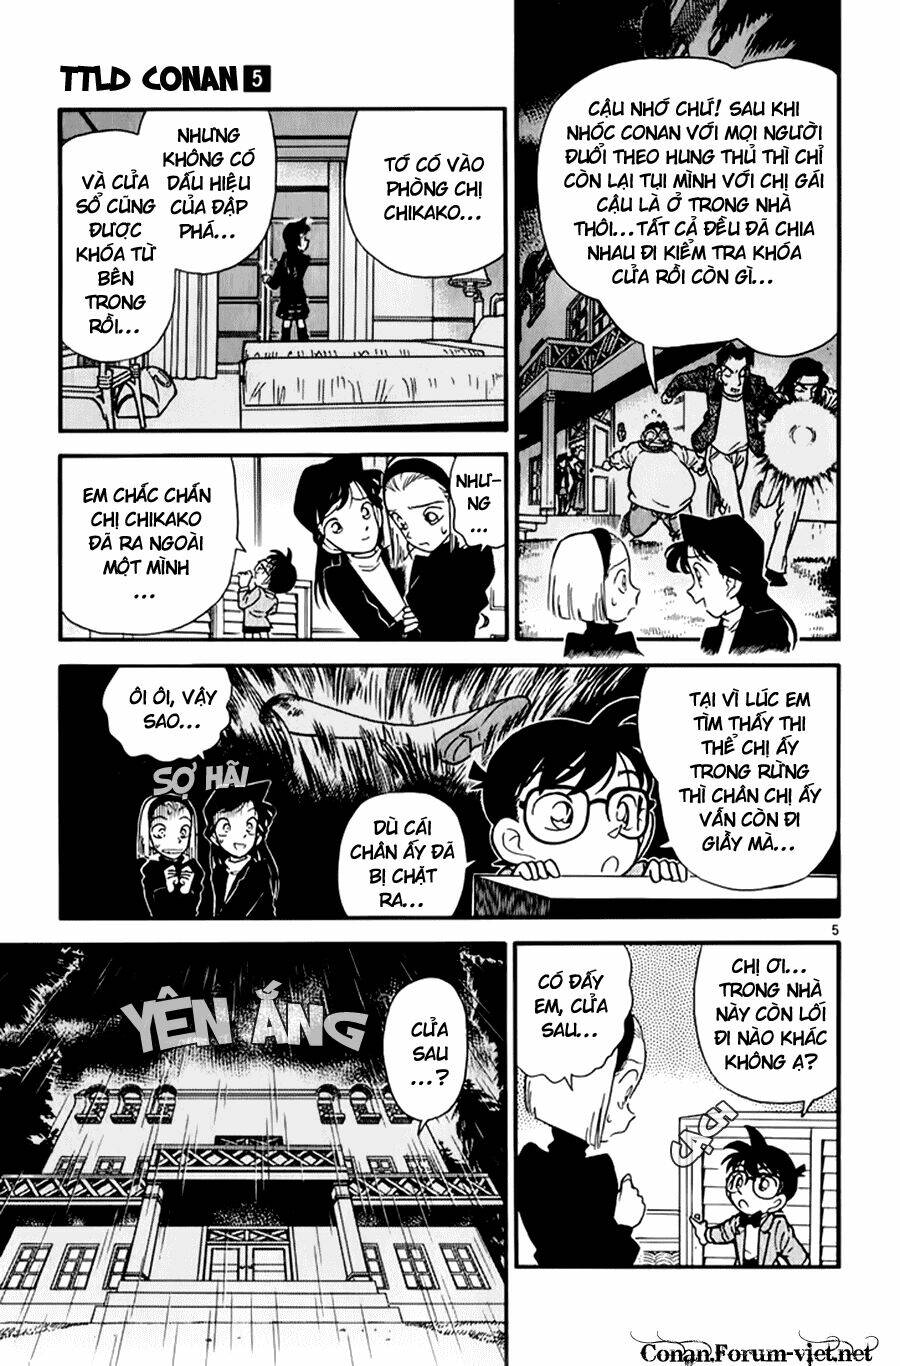 TTLD CONAN 5
CẬU NHỚ CHỨ! SAU KHI
NHÓC CONAN VỚI MỌI NGƯỜI
ĐUỔI THEO HUNG THỦ THÌ CHỈ
CÒN LẠI TỤI MÌNH VỚI CHỊ GÁI
CẬU LÀ Ở TRONG NHÀ
THÔI...TẤT CẢ ĐỀU ĐÃ CHIA
NHAU ĐI KIỂM TRA KHÓA
CỬA RỒI CÒN GÌ...
TỚ CÓ VÀO
PHÒNG CHỊ
CHIKAKO...
NHƯNG
KHÔNG CÓ
DẤU HIỆU
CỦA ĐẬP
PHÁ...
VÀ CỬA
SỔ CŨNG
ĐƯỢC
KHÓA TỪ
BÊN
TRONG
RỒI...
NHƯ-
NG
...
EM CHẮC CHẮN
CHỊ CHIKAKO
ĐÃ RA NGOÀI
MỘT MÌNH
...
TẠI VÌ LÚC EM
TÌM THẤY THI
THỂ CHỊ ẤY
TRONG RỪNG
THÌ CHÂN CHỊ ẤY
VẪN CÒN ĐI
GIẦY MÀ...
DÙ CÁI
CHÂN ẤY ĐÃ
BỊ CHẶT
RA...
ÔI ÔI, VẬY
SAO...
SỢ HÃI
5
CHỊ ƠI...
TRONG NHÀ
NÀY CÒN LỐI
ĐI NÀO KHÁC
KHÔNG Ạ?
CÓ ĐẤY
EM, CỬA
SAU...
CẠCH
CỬA
SAU
...?
YÊN ẮNG
Conan.Forum-viet.net